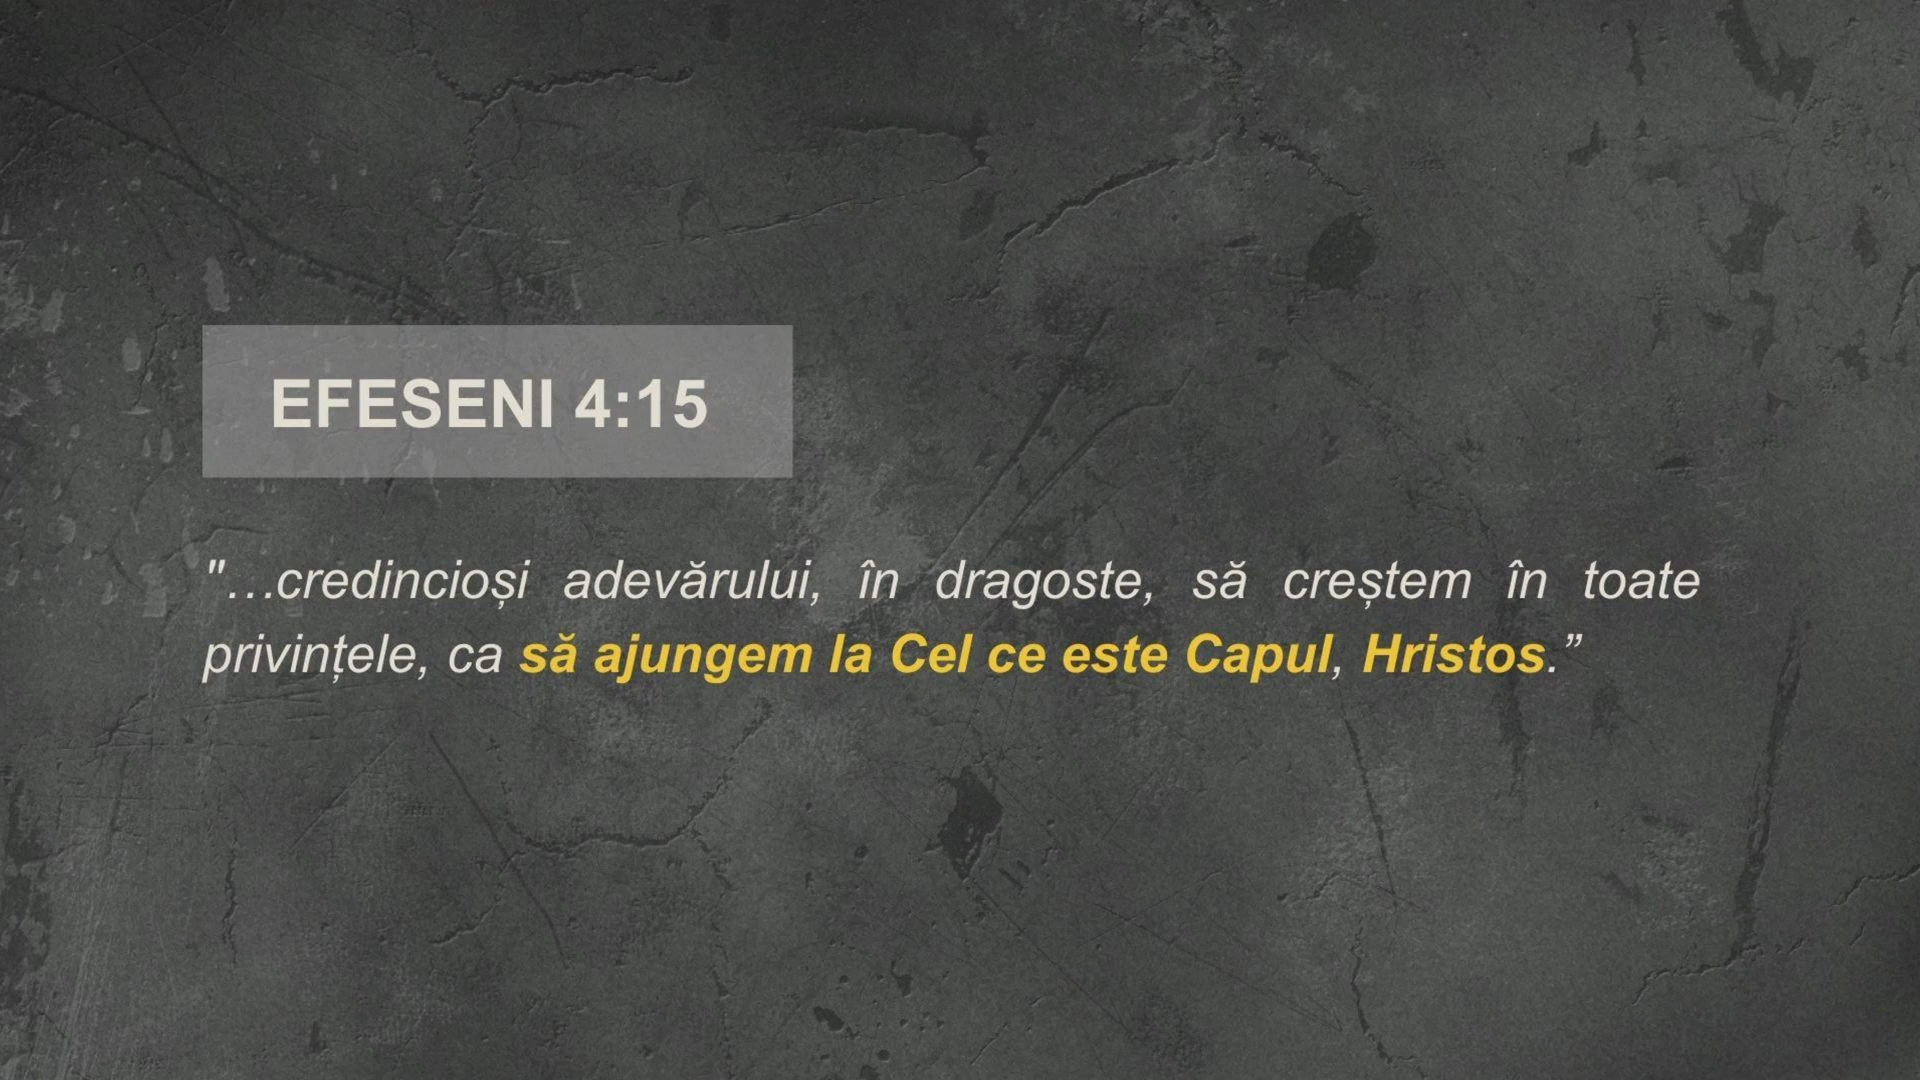 EFESENI 4:15
"…credincioși adevărului, în dragoste, să creștem în toate
privințele, ca să ajungem la Cel ce este Capul, Hristos.”